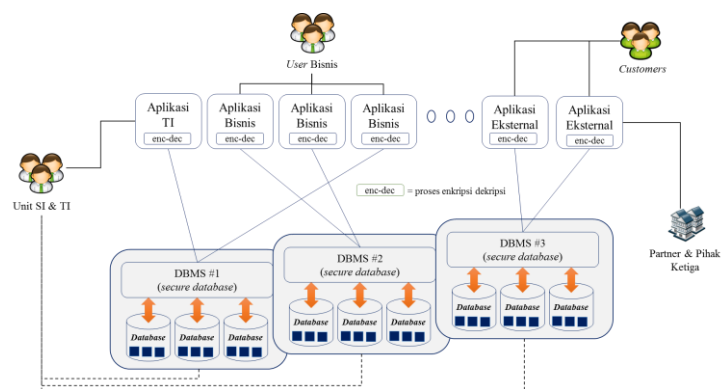 User Bisnis
Customers
Aplikasi
TI
enc-dec
Aplikasi
Bisnis
enc-dec
Aplikasi
Bisnis
enc-dec
Aplikasi
Bisnis
enc-dec
Aplikasi
Eksternal
enc-dec
Aplikasi
Eksternal
enc-dec
Unit SI & TI
enc-dec = proses enkripsi dekripsi
Partner & Pihak
Ketiga
DBMS #1
(secure database)
Database
Database
Database
DBMS #2
(secure database)
Database
Database
Database
DBMS #3
(secure database)
Database
Database
Database